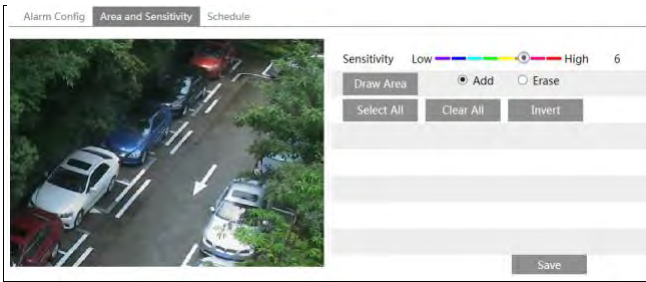 Alarm Config Area and Sensitivity Schedule
Sensitivity Low High 6
Draw Area Add Erase
Select All Clear All Invert
Save